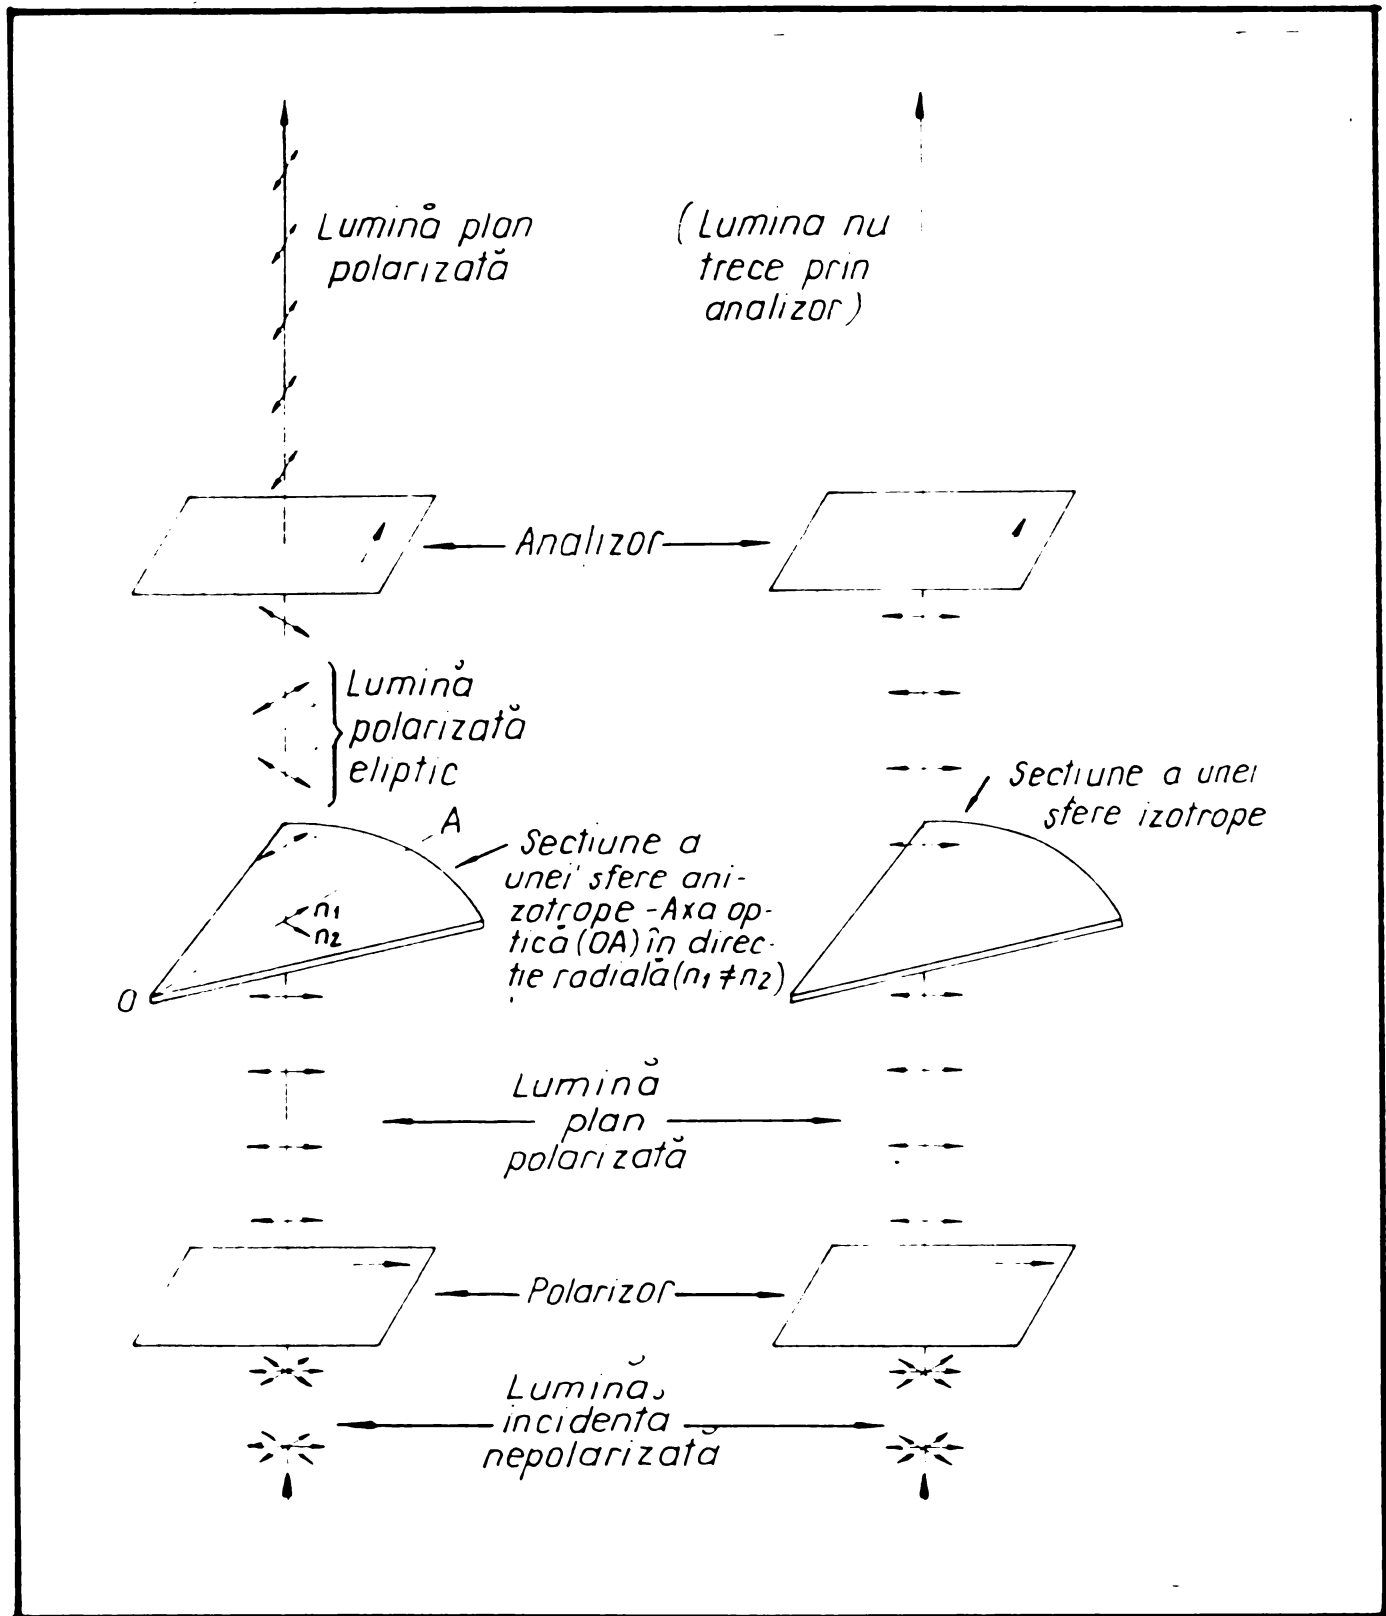 Lumină plan
polarizată
(Lumina nu
trece prin
analizor)
Analizor
Lumină
polarizată
eliptic
A
Sectiune a
unei sfere ani-
zotrope -Axa op-
tică (OA) în direc-
ție radială (n₁ ≠ n₂)
Sectiune a unei
sfere izotrope
n₁
n₂
O
Lumină
plan
polarizată
Polarizor
Lumină,
incidentă
nepolarizată